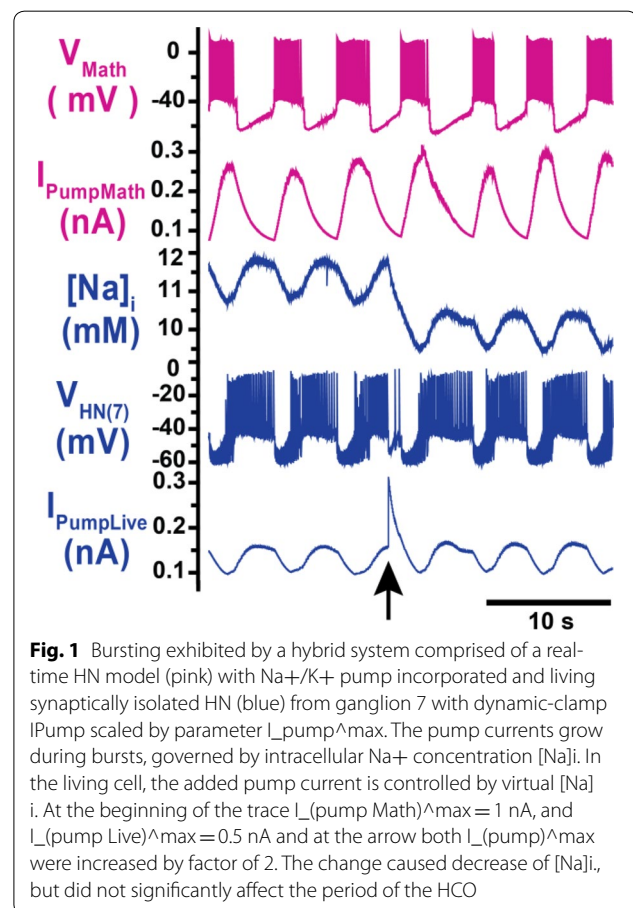 V_Math
( mV )
0
-40
I_PumpMath
(nA)
0.3
0.2
0.1
[Na]_i
(mM)
12
11
10
V_HN(7)
(mV)
0
-20
-40
-60
I_PumpLive
(nA)
0.3
0.2
0.1
10 s
Fig. 1 Bursting exhibited by a hybrid system comprised of a real-
time HN model (pink) with Na+/K+ pump incorporated and living
synaptically isolated HN (blue) from ganglion 7 with dynamic-clamp
IPump scaled by parameter I_pump^max. The pump currents grow
during bursts, governed by intracellular Na+ concentration [Na]i. In
the living cell, the added pump current is controlled by virtual [Na]
i. At the beginning of the trace I_(pump Math)^max = 1 nA, and
I_(pump Live)^max = 0.5 nA and at the arrow both I_(pump)^max
were increased by factor of 2. The change caused decrease of [Na]i.,
but did not significantly affect the period of the HCO